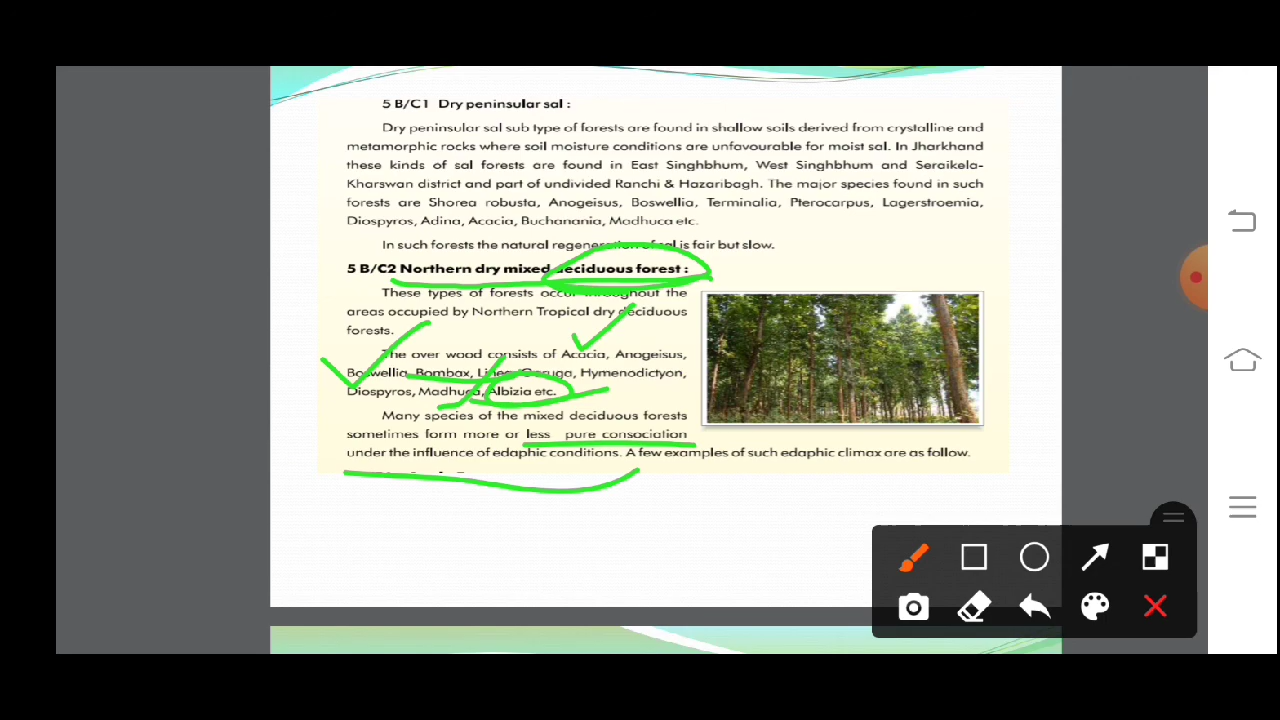 5 B/C1 Dry peninsular sal :
Dry peninsular sal sub type of forests are found in shallow soils derived from crystalline and
metamorphic rocks where soil moisture conditions are unfavourable for moist sal. In Jharkhand
these kinds of sal forests are found in East Singhbhum, West Singhbhum and Seraikela-
Kharswan district and part of undivided Ranchi & Hazaribagh. The major species found in such
forests are Shorea robusta, Anogeisus, Boswellia, Terminalia, Pterocarpus, Lagerstroemia,
Diospyros, Adina, Acacia, Buchanania, Madhuca etc.
In such forests the natural regeneration of sal is fair but slow.
5 B/C2 Northern dry mixed deciduous forest :
These types of forests occur throughout the
areas occupied by Northern Tropical dry deciduous
forests.
The over wood consists of Acacia, Anogeisus,
Boswellia, Bombax, Hymenodictyon,
Diospyros, Madhuca, Albizia etc.
Many species of the mixed deciduous forests
sometimes form more or less pure consociation
under the influence of edaphic conditions. A few examples of such edaphic climax are as follow.